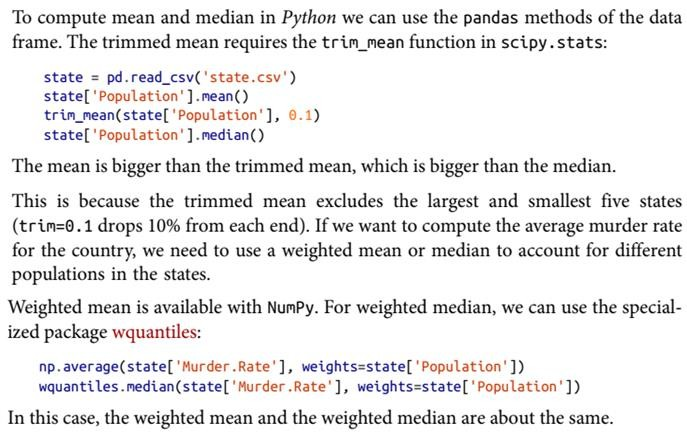 To compute mean and median in Python we can use the pandas methods of the data
frame. The trimmed mean requires the trim_mean function in scipy.stats:
state = pd.read_csv('state.csv')
state['Population'].mean()
trim_mean(state['Population'], 0.1)
state['Population'].median()
The mean is bigger than the trimmed mean, which is bigger than the median.
This is because the trimmed mean excludes the largest and smallest five states
(trim=0.1 drops 10% from each end). If we want to compute the average murder rate
for the country, we need to use a weighted mean or median to account for different
populations in the states.
Weighted mean is available with NumPy. For weighted median, we can use the special-
ized package wquantiles:
np.average(state['Murder.Rate'], weights=state['Population'])
wquantiles.median(state['Murder.Rate'], weights=state['Population'])
In this case, the weighted mean and the weighted median are about the same.